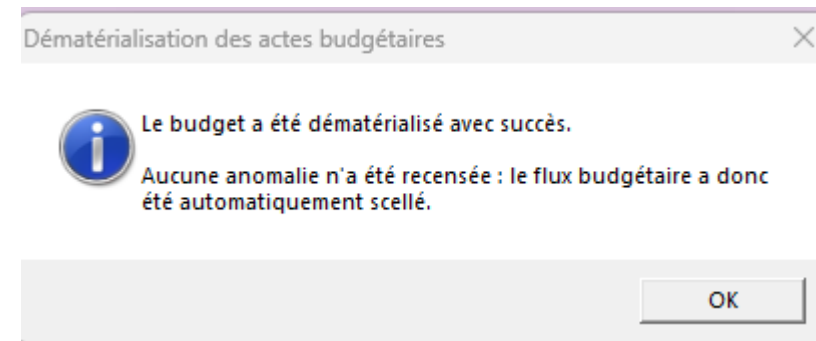 Dématérialisation des actes budgétaires
Le budget a été dématérialisé avec succès.
Aucune anomalie n'a été recensée : le flux budgétaire a donc
été automatiquement scellé.
OK